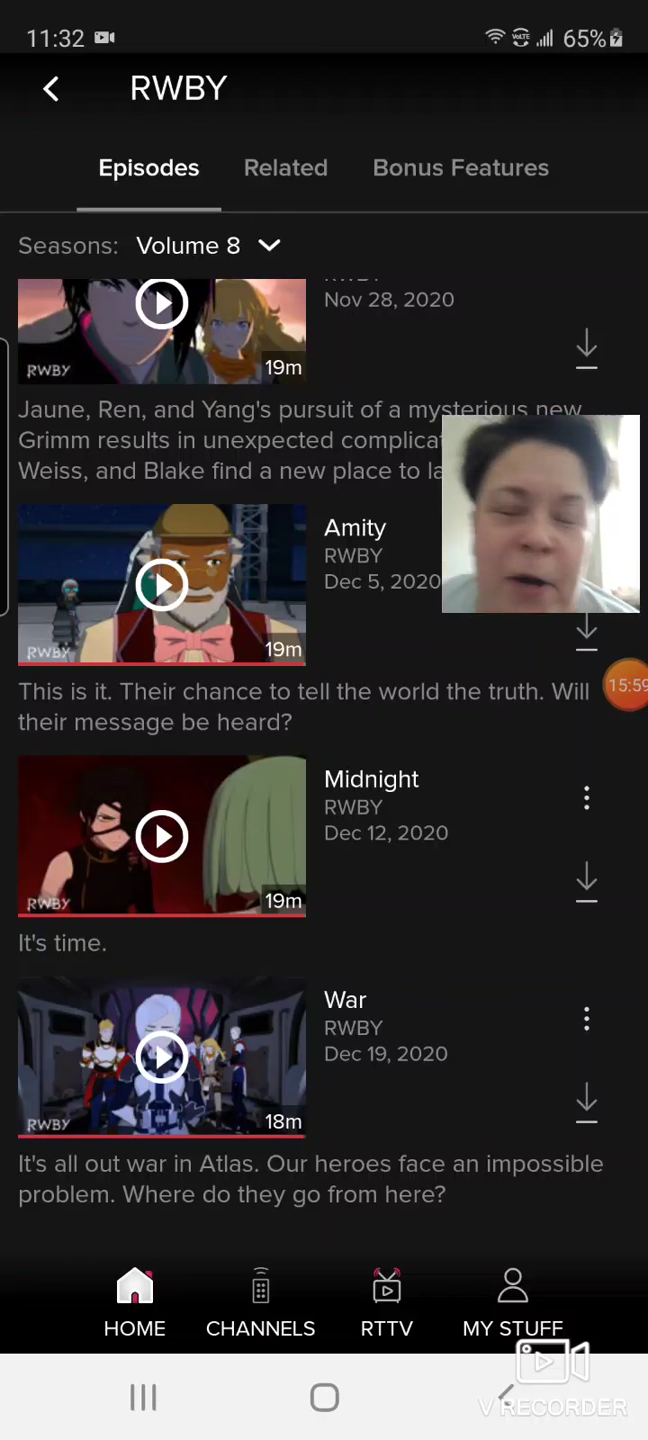 11:32
VoLTE
65%
RWBY
Episodes
Related
Bonus Features
Seasons: Volume 8
Nov 28, 2020
RWBY
19m
Jaune, Ren, and Yang's pursuit of a mysterious new
Grimm results in unexpected
Weiss, and Blake find a new place to
Amity
RWBY
Dec 5, 2020
RWBY
19m
15:59
This is it. Their chance to tell the world the truth. Will
their message be heard?
Midnight
RWBY
Dec 12, 2020
RWBY
19m
It's time.
War
RWBY
Dec 19, 2020
RWBY
18m
It's all out war in Atlas. Our heroes face an impossible
problem. Where do they go from here?
HOME
CHANNELS
RTTV
MY STUFF
V RECORDER